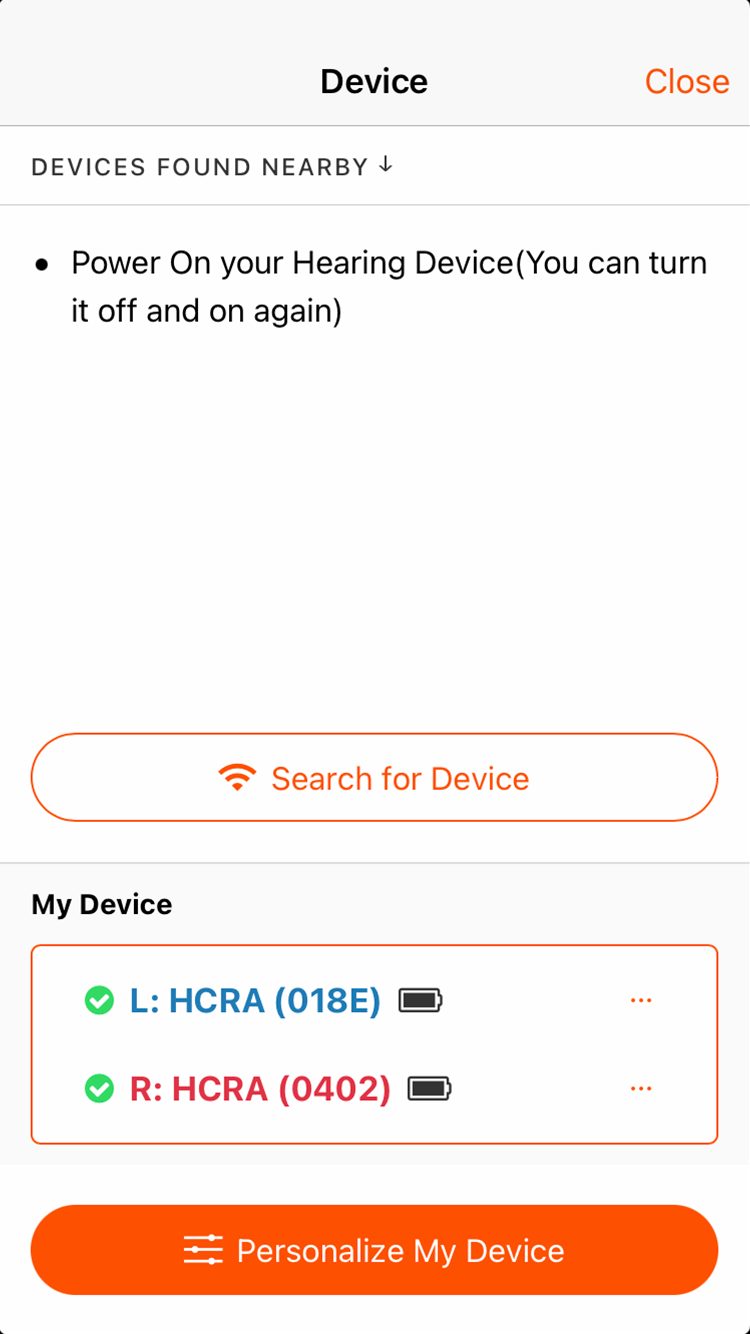 Device
Close
DEVICES FOUND NEARBY ↓
• Power On your Hearing Device(You can turn
it off and on again)
Search for Device
My Device
L: HCRA (018E)
...
R: HCRA (0402)
...
Personalize My Device